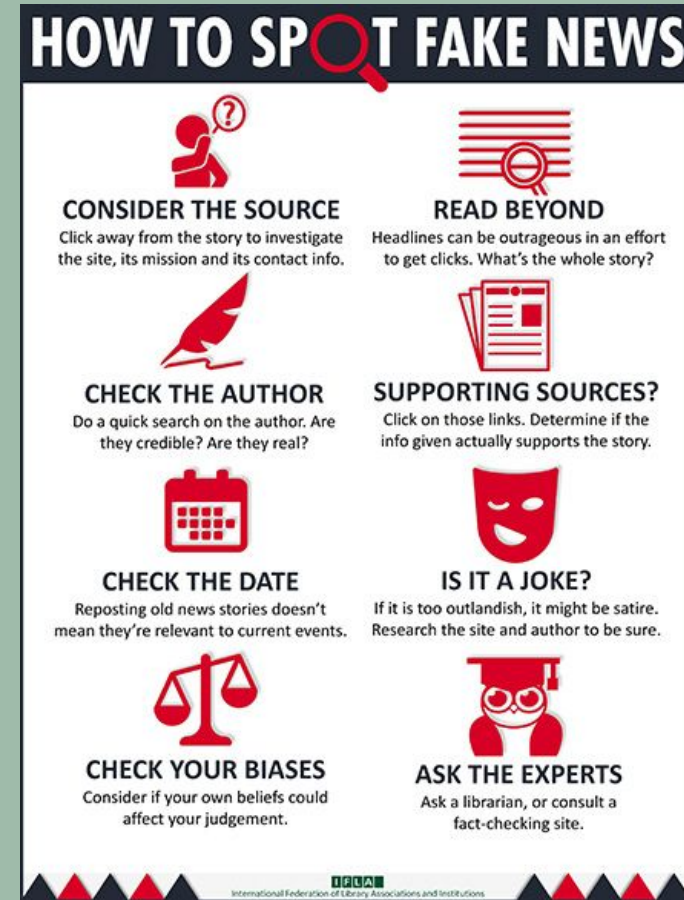 HOW TO SPOT FAKE NEWS
?
CONSIDER THE SOURCE
Click away from the story to investigate
the site, its mission and its contact info.
READ BEYOND
Headlines can be outrageous in an effort
to get clicks. What's the whole story?
CHECK THE AUTHOR
Do a quick search on the author. Are
they credible? Are they real?
SUPPORTING SOURCES?
Click on those links. Determine if the
info given actually supports the story.
CHECK THE DATE
Reposting old news stories doesn't
mean they're relevant to current events.
IS IT A JOKE?
If it is too outlandish, it might be satire.
Research the site and author to be sure.
CHECK YOUR BIASES
Consider if your own beliefs could
affect your judgement.
ASK THE EXPERTS
Ask a librarian, or consult a
fact-checking site.
IFLA
International Federation of Library Associations and Institutions